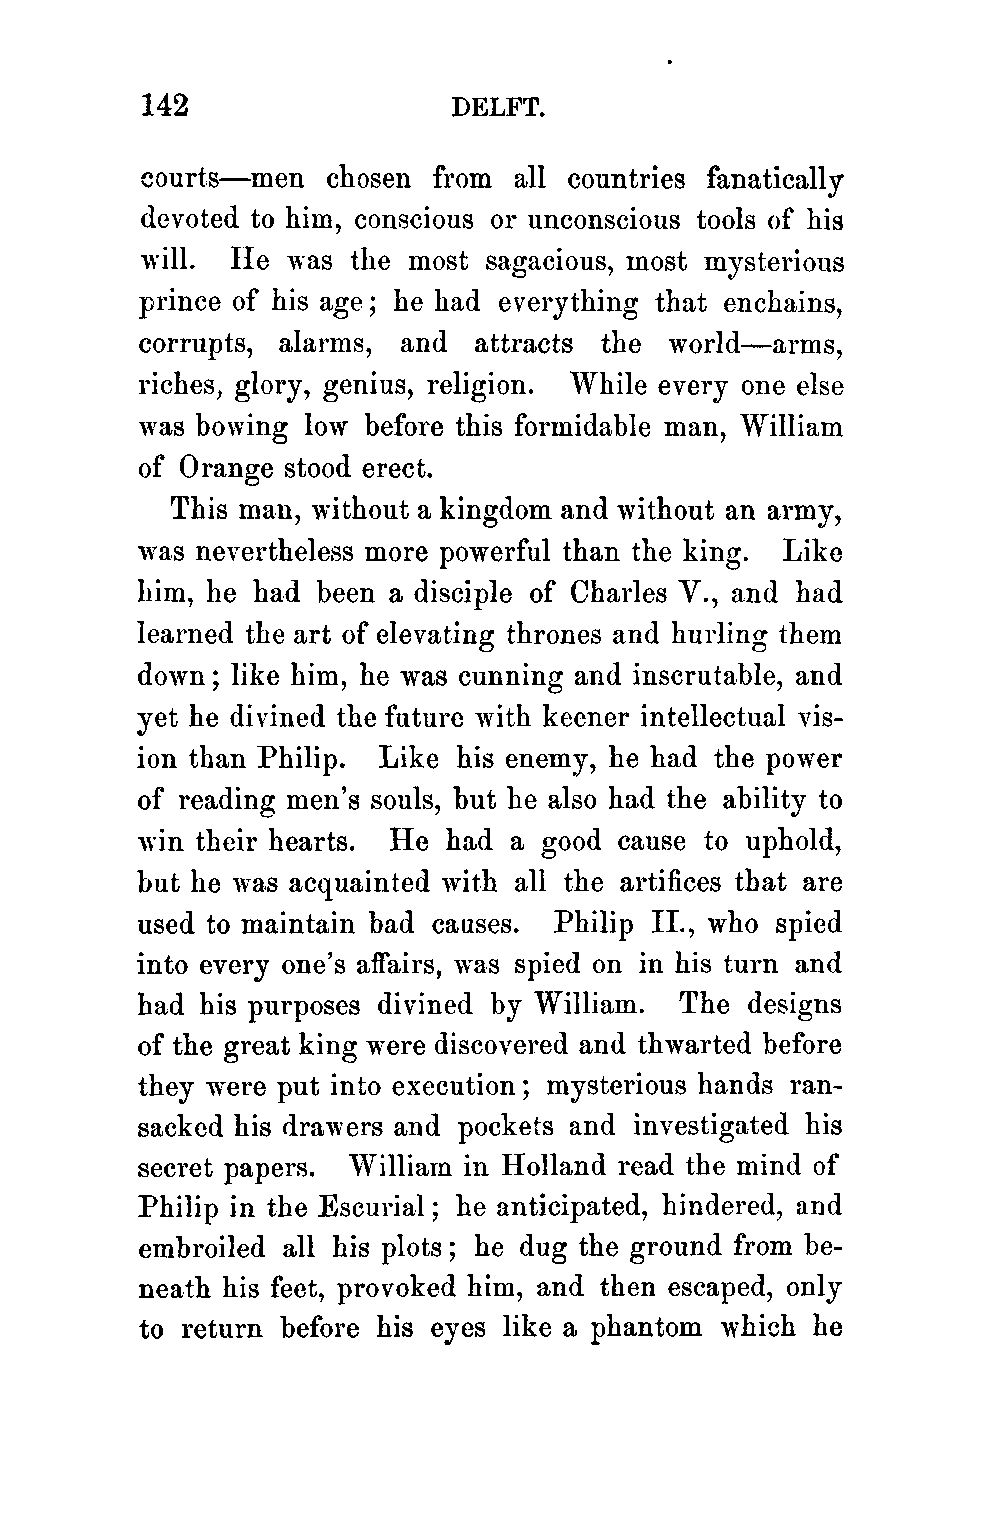 142 DELFT.
courts—men chosen from all countries fanatically
devoted to him, conscious or unconscious tools of his
will. He was the most sagacious, most mysterious
prince of his age; he had everything that enchains,
corrupts, alarms, and attracts the world—arms,
riches, glory, genius, religion. While every one else
was bowing low before this formidable man, William
of Orange stood erect.
This man, without a kingdom and without an army,
was nevertheless more powerful than the king. Like
him, he had been a disciple of Charles V., and had
learned the art of elevating thrones and hurling them
down; like him, he was cunning and inscrutable, and
yet he divined the future with keener intellectual vis-
ion than Philip. Like his enemy, he had the power
of reading men's souls, but he also had the ability to
win their hearts. He had a good cause to uphold,
but he was acquainted with all the artifices that are
used to maintain bad causes. Philip II., who spied
into every one's affairs, was spied on in his turn and
had his purposes divined by William. The designs
of the great king were discovered and thwarted before
they were put into execution; mysterious hands ran-
sacked his drawers and pockets and investigated his
secret papers. William in Holland read the mind of
Philip in the Escurial; he anticipated, hindered, and
embroiled all his plots; he dug the ground from be-
neath his feet, provoked him, and then escaped, only
to return before his eyes like a phantom which he